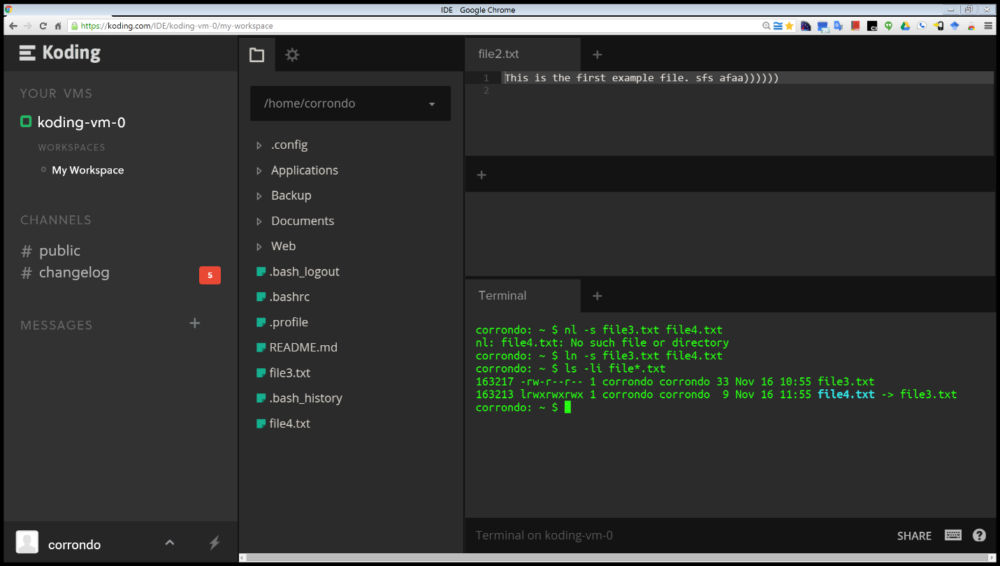 IDE - Google Chrome
https://koding.com/IDE/koding-vm-0/my-workspace
Koding
YOUR VMS
koding-vm-0
WORKSPACES
My Workspace
CHANNELS
# public
# changelog
5
MESSAGES +
corrondo
/home/corrondo
.config
Applications
Backup
Documents
Web
.bash_logout
.bashrc
.profile
README.md
file3.txt
.bash_history
file4.txt
file2.txt +
1 This is the first example file. sfs afaa))))))
2
+
Terminal +
corrondo: ~ $ nl -s file3.txt file4.txt
nl: file4.txt: No such file or directory
corrondo: ~ $ ln -s file3.txt file4.txt
corrondo: ~ $ ls -li file*.txt
163217 -rw-r--r-- 1 corrondo corrondo 33 Nov 16 10:55 file3.txt
163213 lrwxrwxrwx 1 corrondo corrondo  9 Nov 16 11:55 file4.txt -> file3.txt
corrondo: ~ $
Terminal on koding-vm-0
SHARE
?